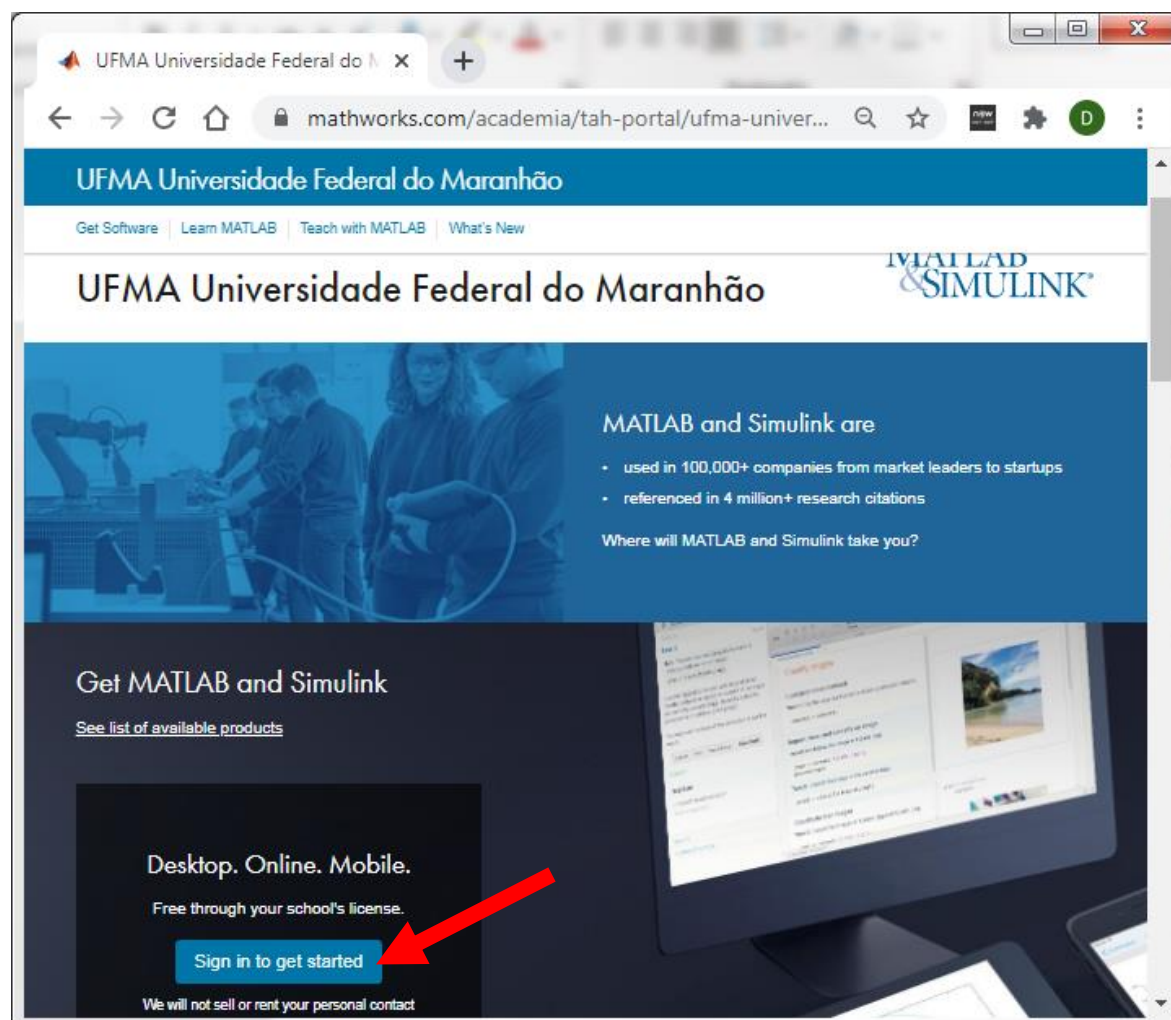 UFMA Universidade Federal do
mathworks.com/academia/tah-portal/ufma-univer...
D
UFMA Universidade Federal do Maranhão
Get Software Learn MATLAB Teach with MATLAB What's New
MATLAB
&SIMULINK®
UFMA Universidade Federal do Maranhão
MATLAB and Simulink are
• used in 100,000+ companies from market leaders to startups
• referenced in 4 million+ research citations
Where will MATLAB and Simulink take you?
Get MATLAB and Simulink
See list of available products
Desktop. Online. Mobile.
Free through your school's license.
Sign in to get started
We will not sell or rent your personal contact